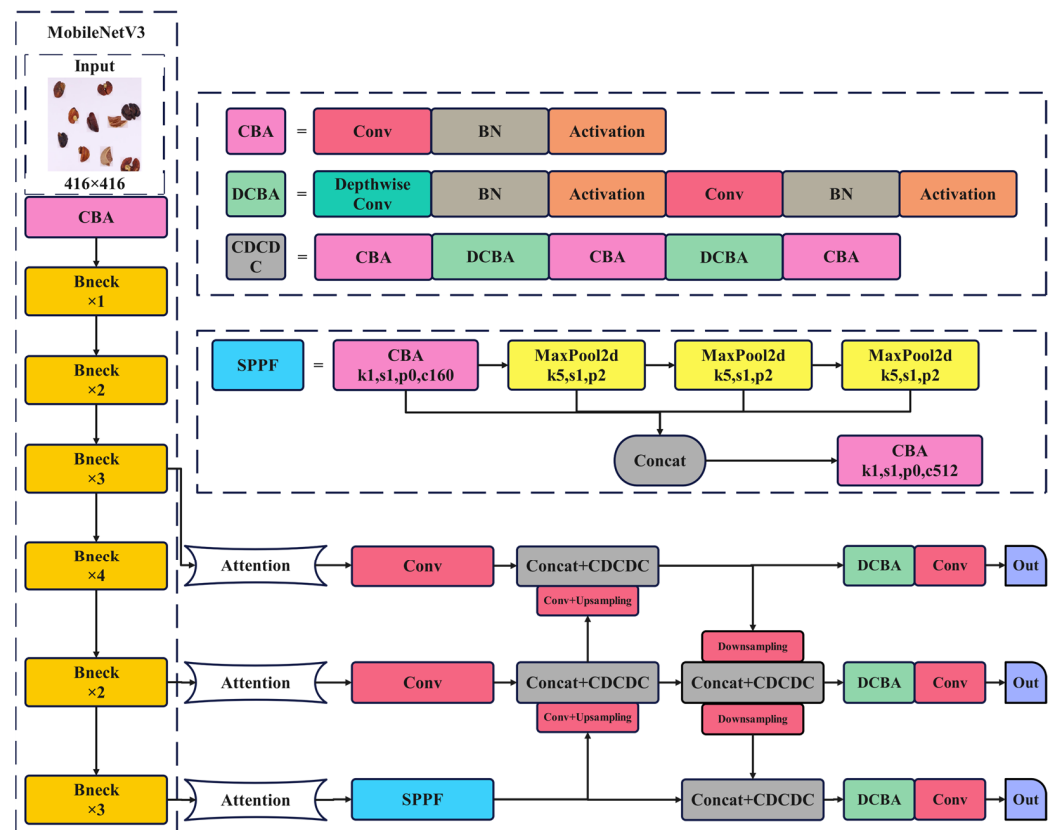 MobileNetV3
Input
416×416
CBA
Bneck
×1
Bneck
×2
Bneck
×3
Bneck
×4
Bneck
×2
Bneck
×3
CBA = Conv BN Activation
DCBA = Depthwise
Conv BN Activation Conv BN Activation
CDCD
C = CBA DCBA CBA DCBA CBA
SPPF = CBA
k1,s1,p0,c160
MaxPool2d
k5,s1,p2
MaxPool2d
k5,s1,p2
MaxPool2d
k5,s1,p2
Concat
CBA
k1,s1,p0,c512
Attention Conv Concat+CDCDC DCBA Conv Out
Conv+Upsampling
Downsampling
Attention Conv Concat+CDCDC Concat+CDCDC DCBA Conv Out
Conv+Upsampling
Downsampling
Attention SPPF Concat+CDCDC DCBA Conv Out